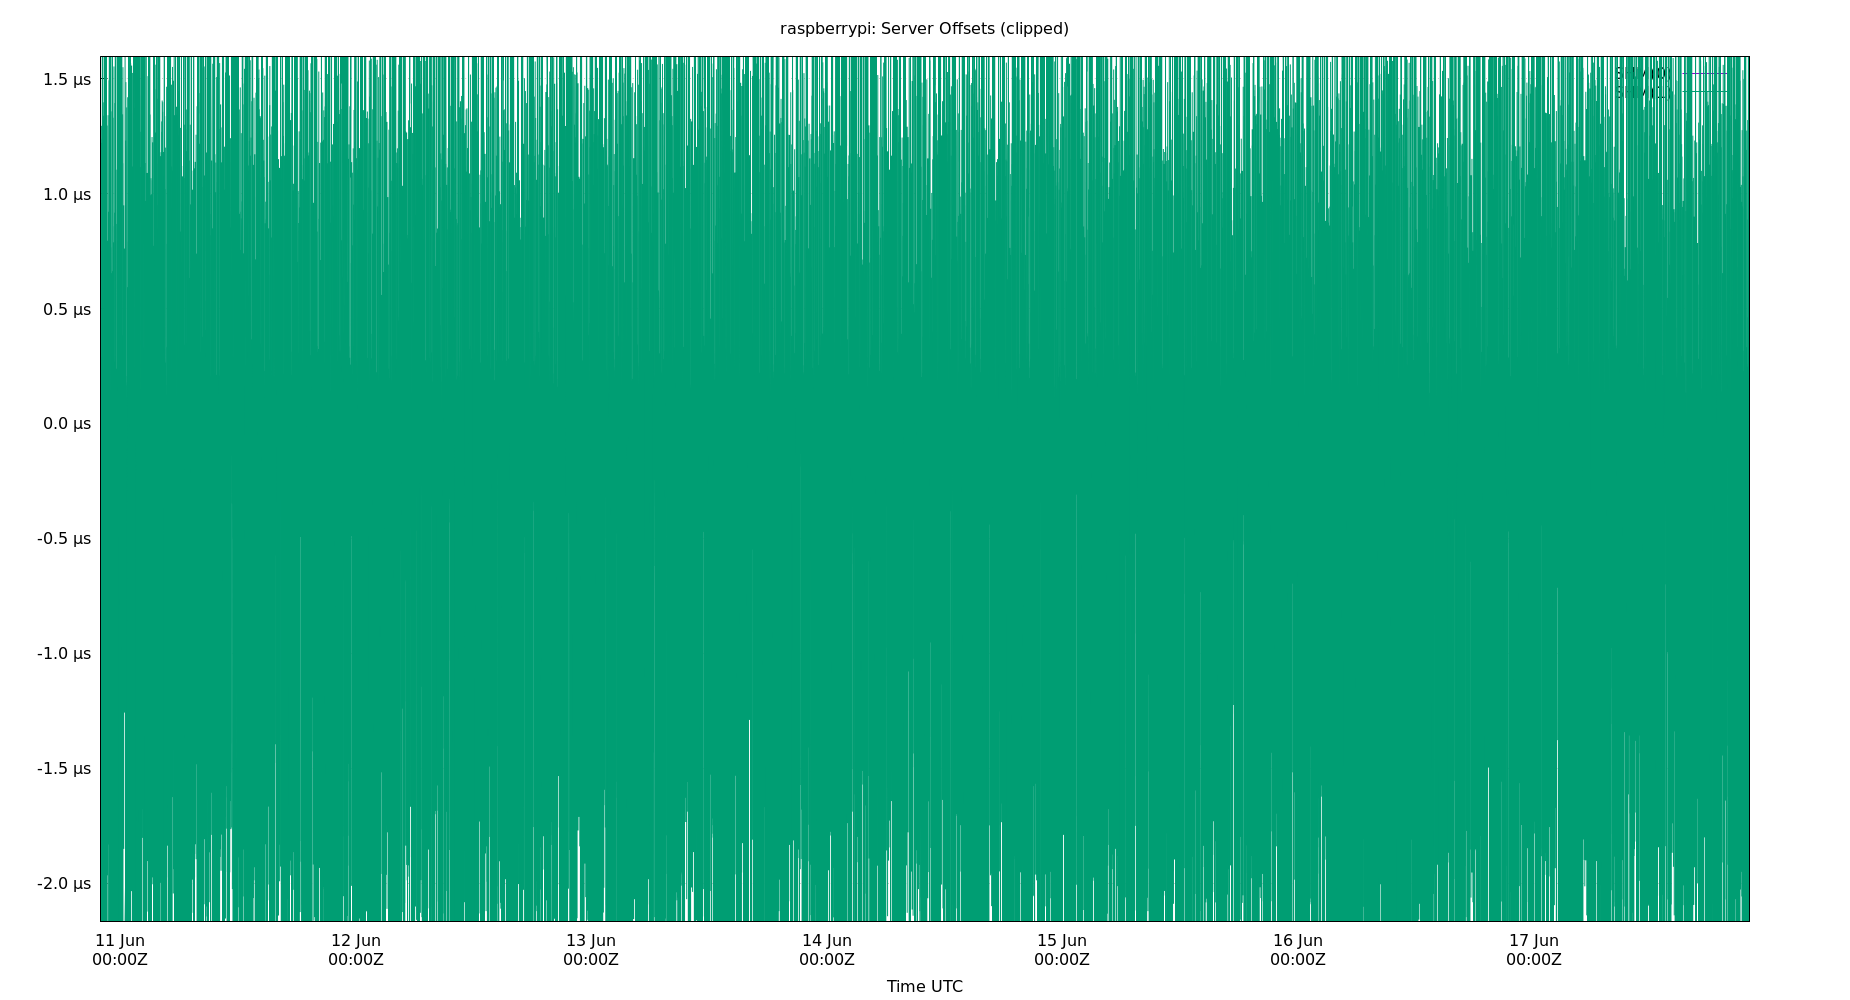 raspberrypi: Server Offsets (clipped)
1.5 µs
1.0 µs
0.5 µs
0.0 µs
-0.5 µs
-1.0 µs
-1.5 µs
-2.0 µs
11 Jun 12 Jun 13 Jun 14 Jun 15 Jun 16 Jun 17 Jun
00:00Z 00:00Z 00:00Z 00:00Z 00:00Z 00:00Z 00:00Z
Time UTC